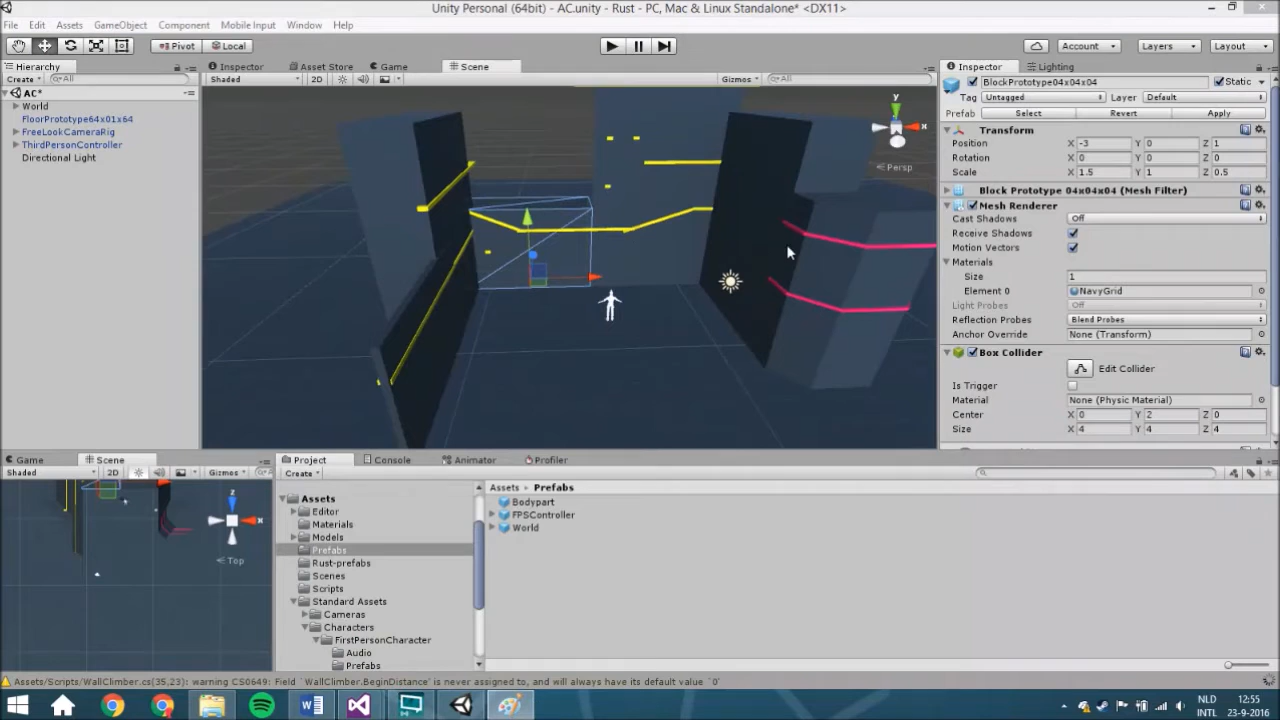 Unity Personal (64bit) - AC.unity - Rust - PC, Mac & Linux Standalone* <DX11>
File Edit Assets GameObject Component Mobile Input Window Help
Pivot Local Account Layers Layout
Hierarchy Inspector Asset Store Game Scene Inspector Lighting
Create All Shaded 2D Gizmos All
BlockPrototype04x04x04 Static
AC*
World
FloorPrototype64x01x64
FreeLookCameraRig
ThirdPersonController
Directional Light
y
x
Persp
Tag Untagged Layer Default
Prefab Select Revert Apply
Transform
Position X -3 Y 0 Z 1
Rotation X 0 Y 0 Z 0
Scale X 1.5 Y 1 Z 0.5
Block Prototype 04x04x04 (Mesh Filter)
Mesh Renderer
Cast Shadows Off
Receive Shadows
Motion Vectors
Materials
Size 1
Element 0 NavyGrid
Light Probes Off
Reflection Probes Blend Probes
Anchor Override None (Transform)
Box Collider
Edit Collider
Is Trigger
Material None (Physic Material)
Center X 0 Y 2 Z 0
Size X 4 Y 4 Z 4
Game Scene Project Console Animator Profiler
Shaded 2D Gizmos Create
z
x
Top
Assets
Editor
Materials
Models
Prefabs
Rust-prefabs
Scenes
Scripts
Standard Assets
Cameras
Characters
FirstPersonCharacter
Audio
Prefabs
Assets Prefabs
Bodypart
FPSController
World
Assets/Scripts/WallClimber.cs(35,23): warning CS0649: Field `WallClimber.BeginDistance' is never assigned to, and will always have its default value `0'
NLD 12:55
INTL 23-9-2016